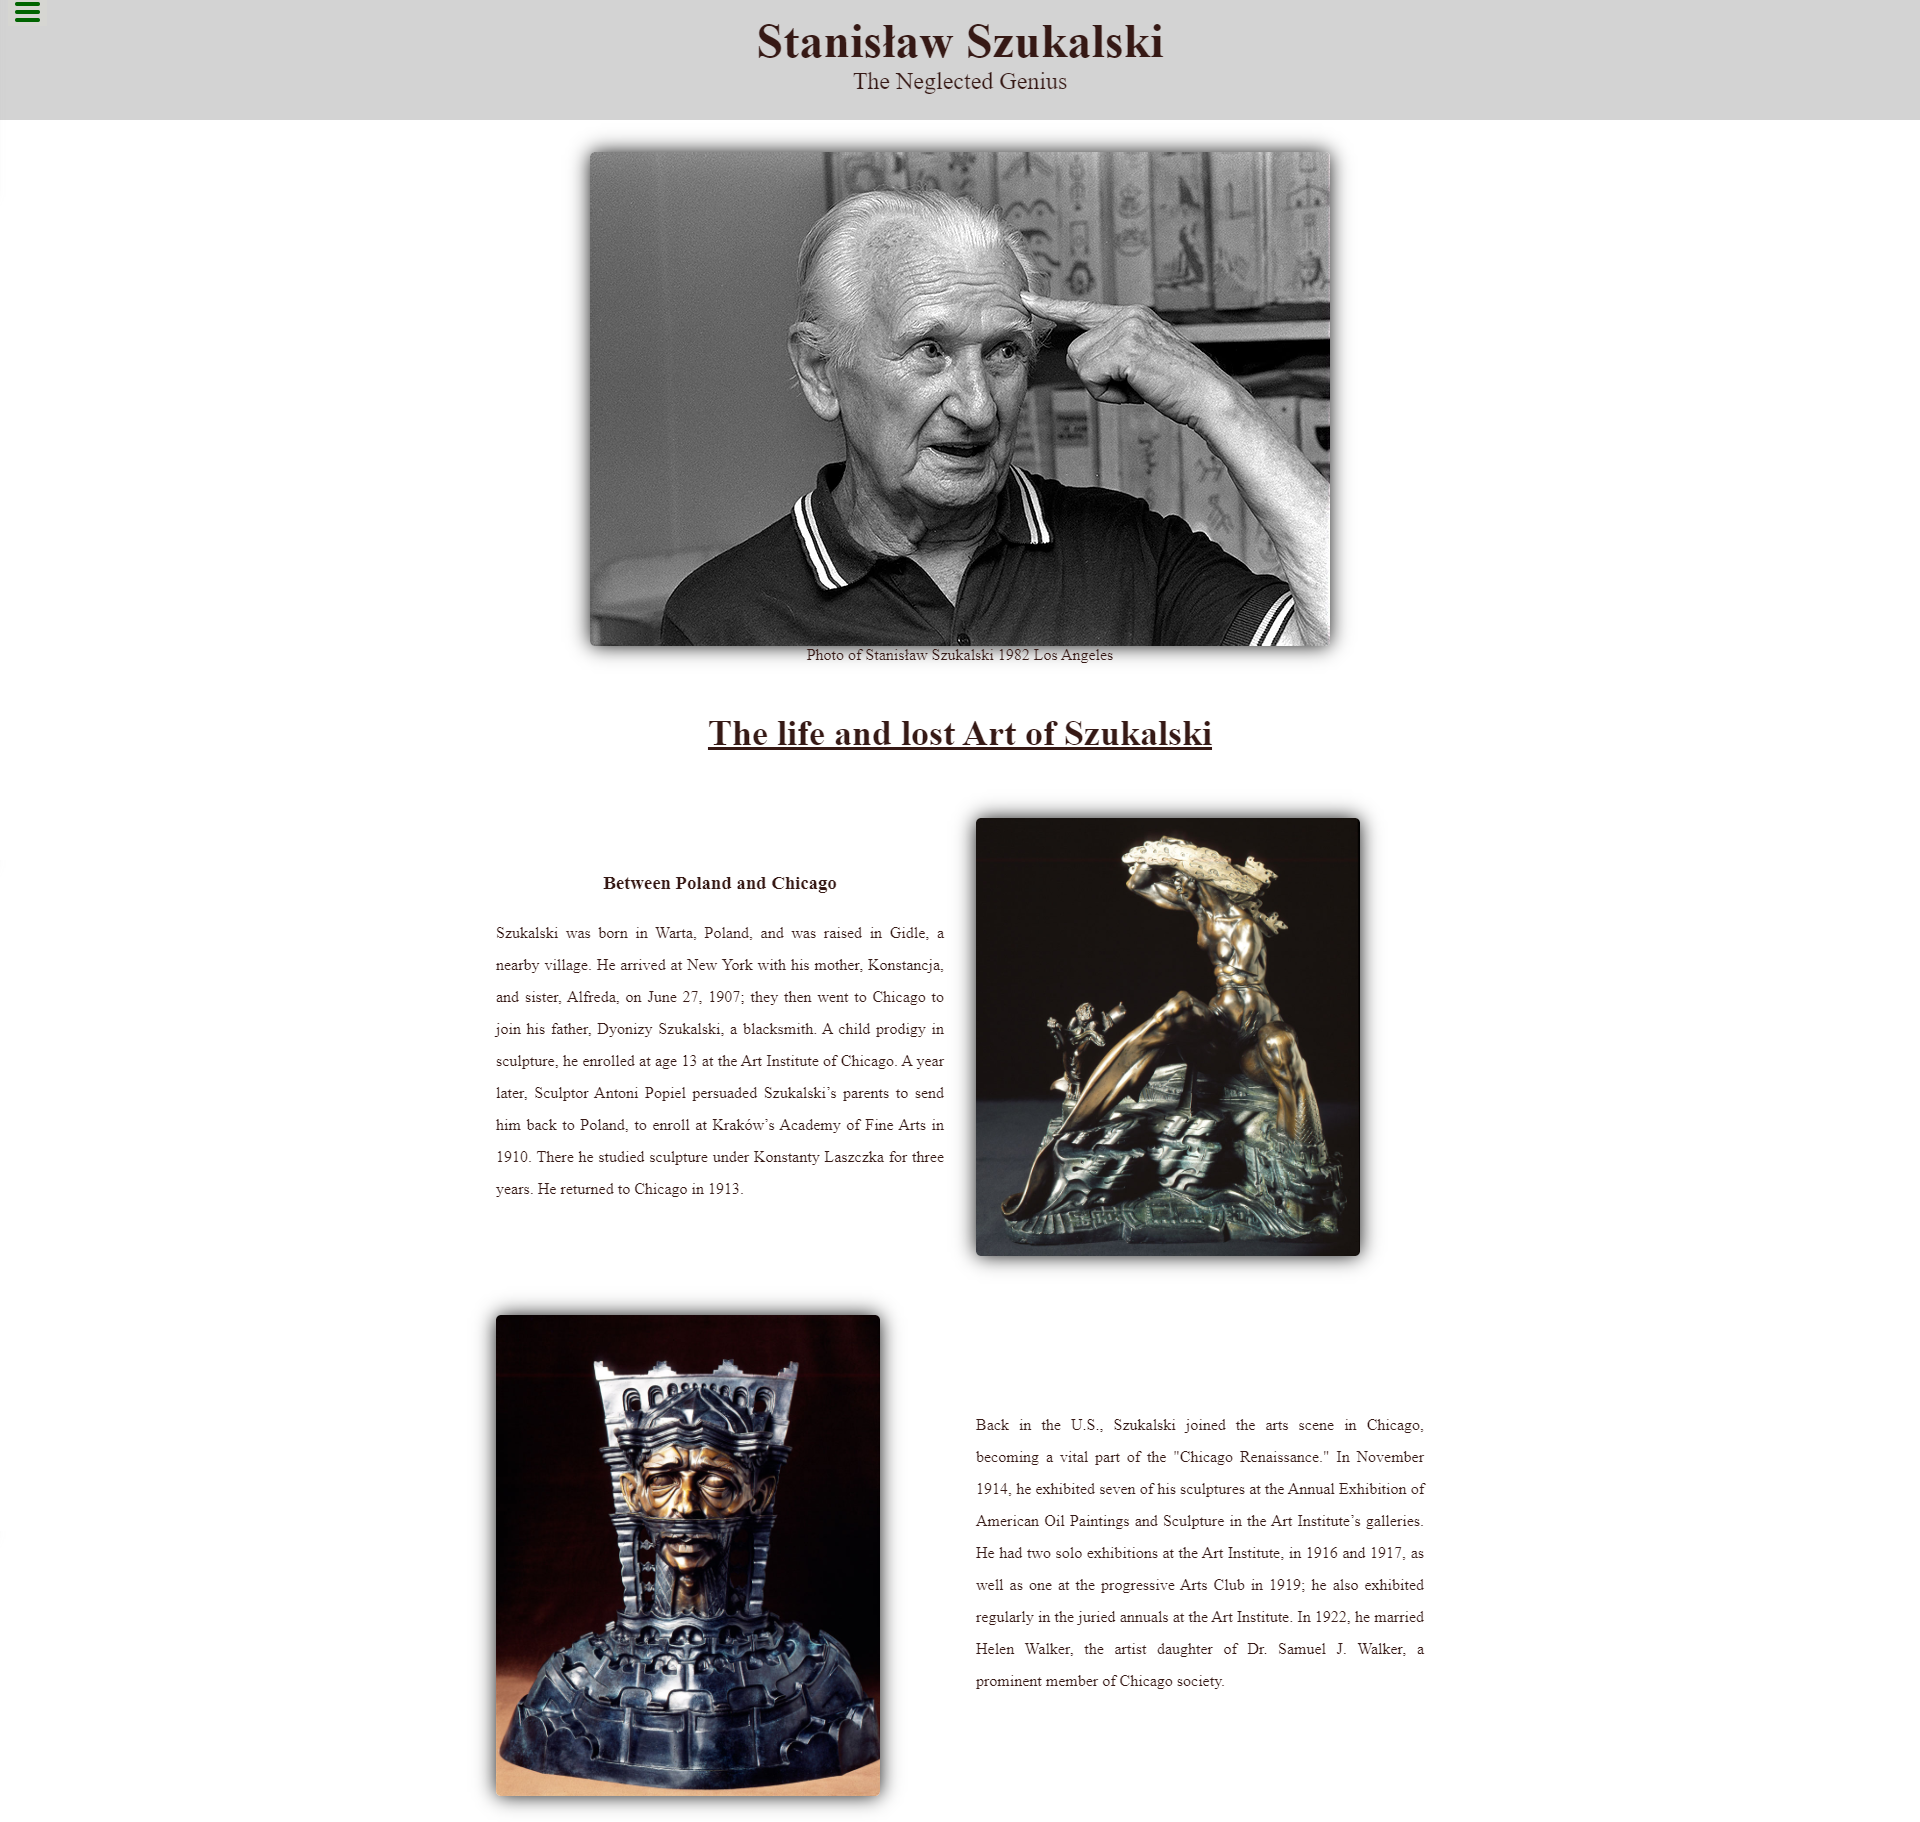 Stanisław Szukalski
The Neglected Genius
Photo of Stanisław Szukalski 1982 Los Angeles
The life and lost Art of Szukalski
Between Poland and Chicago
Szukalski was born in Warta, Poland, and was raised in Gidle, a
nearby village. He arrived at New York with his mother, Konstancja,
and sister, Alfreda, on June 27, 1907; they then went to Chicago to
join his father, Dyonizy Szukalski, a blacksmith. A child prodigy in
sculpture, he enrolled at age 13 at the Art Institute of Chicago. A year
later, Sculptor Antoni Popiel persuaded Szukalski’s parents to send
him back to Poland, to enroll at Kraków’s Academy of Fine Arts in
1910. There he studied sculpture under Konstanty Laszczka for three
years. He returned to Chicago in 1913.
Back in the U.S., Szukalski joined the arts scene in Chicago,
becoming a vital part of the "Chicago Renaissance." In November
1914, he exhibited seven of his sculptures at the Annual Exhibition of
American Oil Paintings and Sculpture in the Art Institute’s galleries.
He had two solo exhibitions at the Art Institute, in 1916 and 1917, as
well as one at the progressive Arts Club in 1919; he also exhibited
regularly in the juried annuals at the Art Institute. In 1922, he married
Helen Walker, the artist daughter of Dr. Samuel J. Walker, a
prominent member of Chicago society.